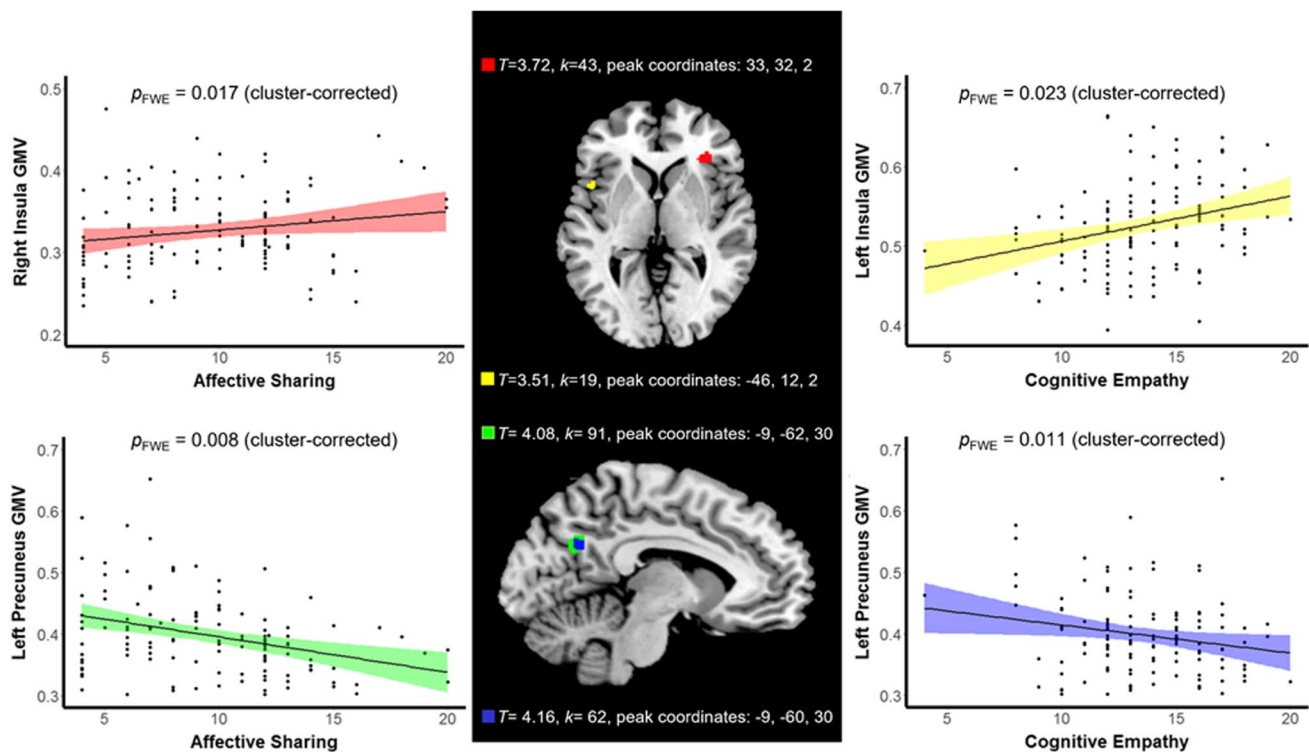 p_FWE = 0.017 (cluster-corrected)
Right Insula GMV
0.5
0.4
0.3
0.2
5
10
15
20
Affective Sharing
T=3.72, k=43, peak coordinates: 33, 32, 2
T=3.51, k=19, peak coordinates: -46, 12, 2
p_FWE = 0.023 (cluster-corrected)
Left Insula GMV
0.7
0.6
0.5
0.4
5
10
15
20
Cognitive Empathy
p_FWE = 0.008 (cluster-corrected)
Left Precuneus GMV
0.7
0.6
0.5
0.4
0.3
5
10
15
20
Affective Sharing
T= 4.08, k= 91, peak coordinates: -9, -62, 30
T= 4.16, k= 62, peak coordinates: -9, -60, 30
p_FWE = 0.011 (cluster-corrected)
Left Precuneus GMV
0.7
0.6
0.5
0.4
0.3
5
10
15
20
Cognitive Empathy